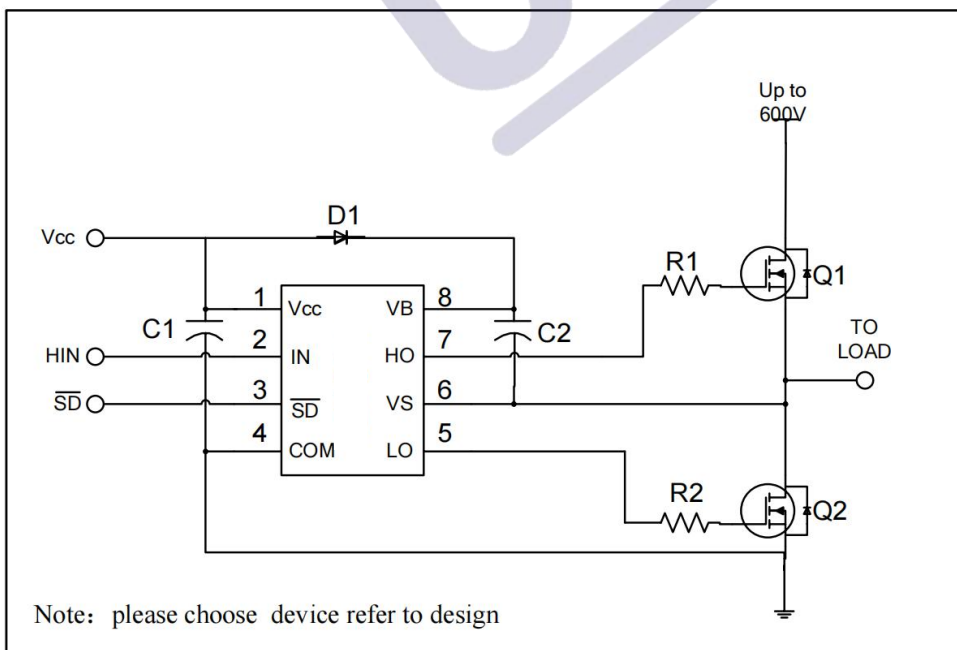 Up to
600V
D1
Vcc
R1
Q1
1 Vcc VB 8
C1
C2
2 IN HO 7
HIN
TO
LOAD
3 SD VS 6
SD
4 COM LO 5
R2
Q2
Note： please choose device refer to design